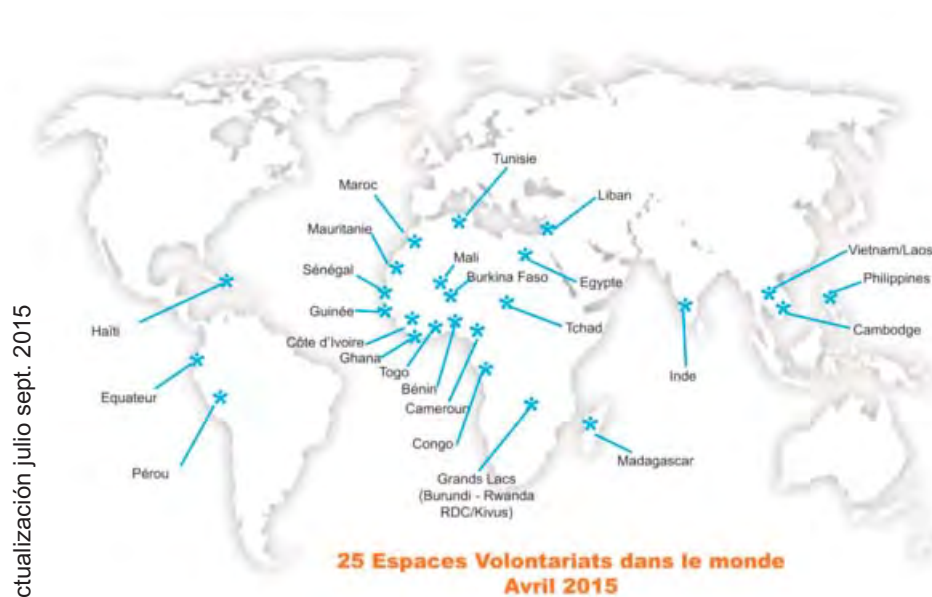 Tunisie
Maroc
Liban
Mauritanie
Mali
Vietnam/Laos
Sénégal
Burkina Faso
Egypte
Philippines
Guinée
Haïti
Tchad
Cambodge
Côte d'Ivoire
Ghana
Togo
Inde
Bénin
Equateur
Cameroun
Congo
Madagascar
Pérou
Grands Lacs
(Burundi - Rwanda
RDC/Kivus)
25 Espaces Volontariats dans le monde
Avril 2015
ctualización julio sept. 2015